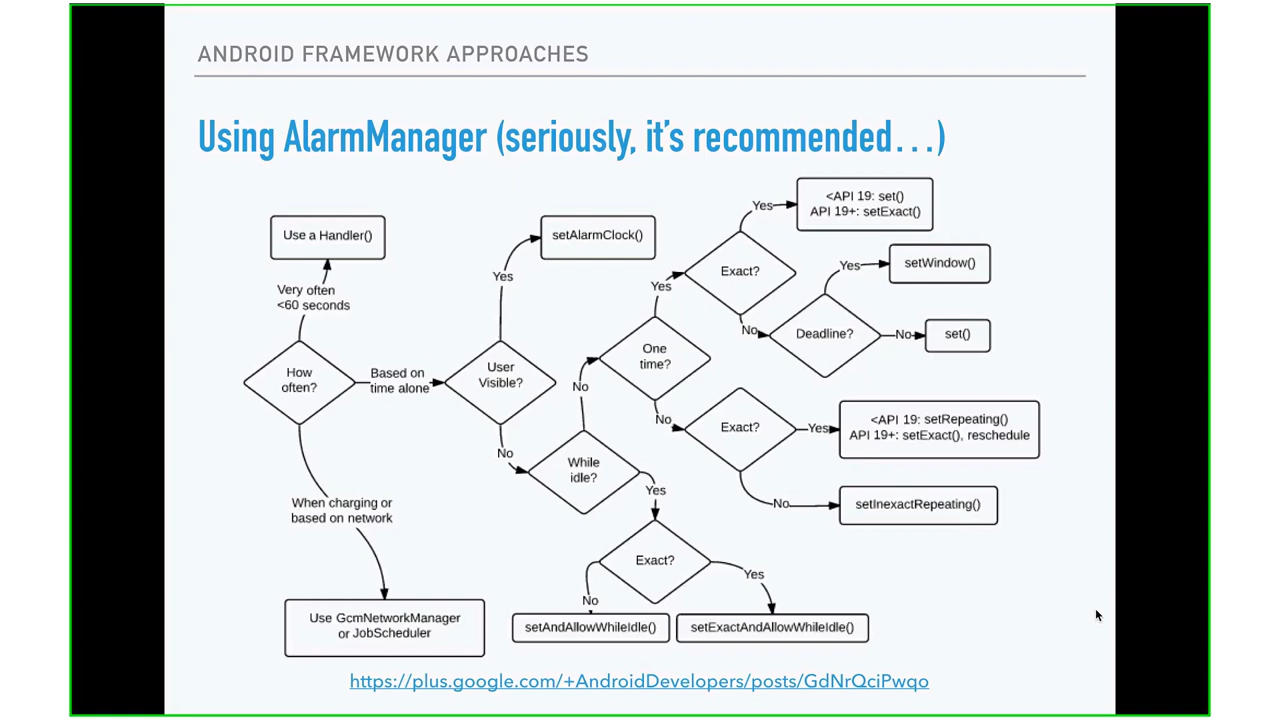 ANDROID FRAMEWORK APPROACHES
Using AlarmManager (seriously, it's recommended...)
Use a Handler()
Very often
<60 seconds
How
often?
Based on
time alone
When charging or
based on network
Use GcmNetworkManager
or JobScheduler
User
Visible?
Yes
setAlarmClock()
No
While
idle?
No
Yes
Exact?
No
setAndAllowWhileIdle()
Yes
setExactAndAllowWhileIdle()
One
time?
Yes
Exact?
Yes
<API 19: set()
API 19+: setExact()
No
Deadline?
Yes
setWindow()
No
set()
No
Exact?
Yes
<API 19: setRepeating()
API 19+: setExact(), reschedule
No
setInexactRepeating()
https://plus.google.com/+AndroidDevelopers/posts/GdNrQciPwqo